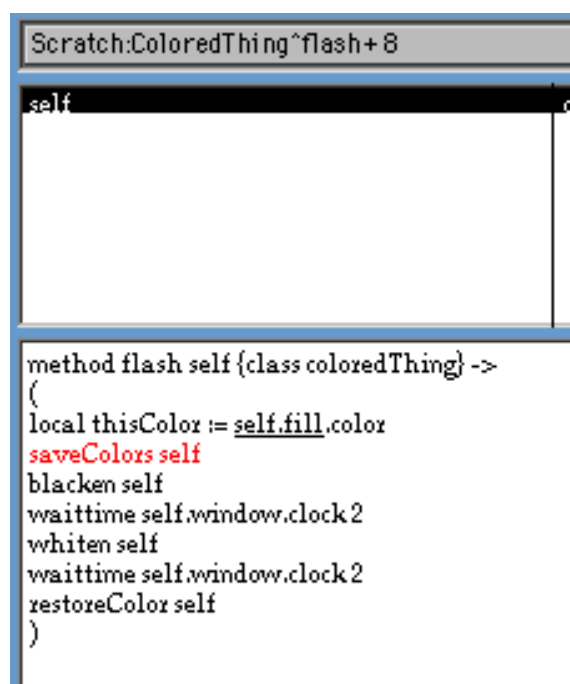 Scratch:ColoredThing^flash+ 8
self
method flash self {class coloredThing} ->
(
local thisColor := self.fill.color
saveColors self
blacken self
waittime self.window.clock 2
whiten self
waittime self.window.clock 2
restoreColor self
)